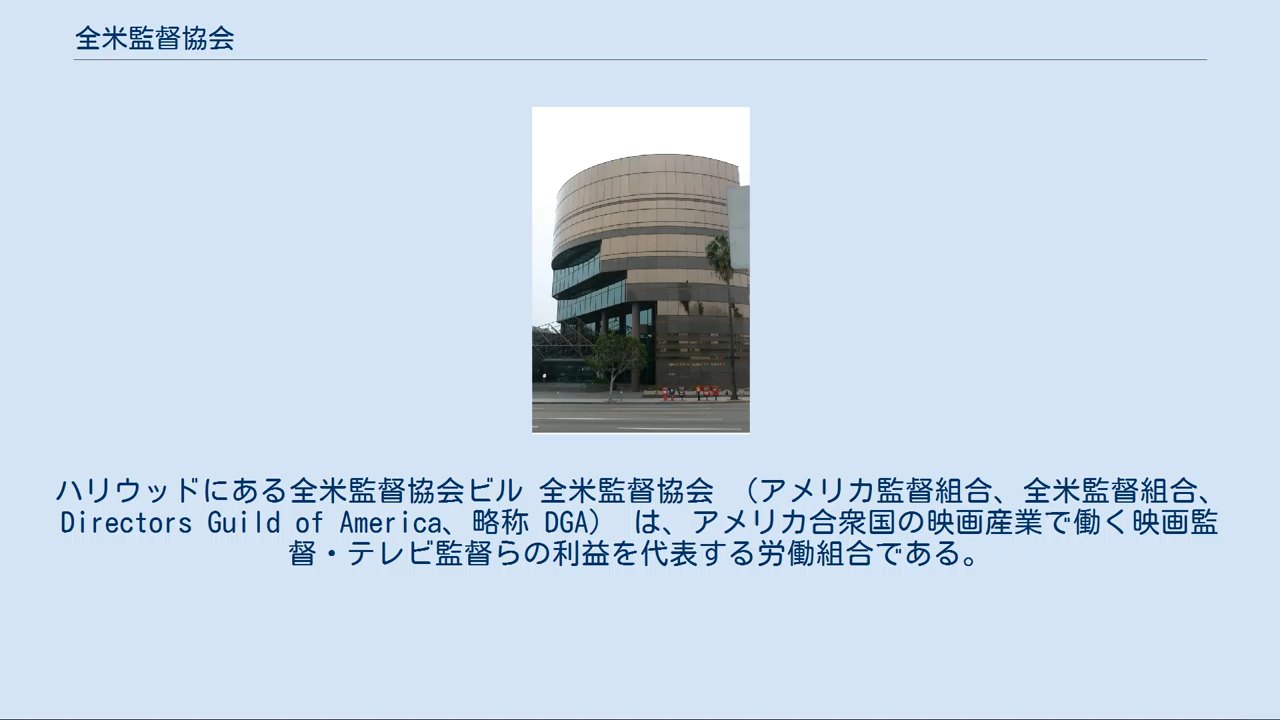 全米監督協会
ハリウッドにある全米監督協会ビル 全米監督協会 （アメリカ監督組合、全米監督組合、
Directors Guild of America、略称 DGA） は、アメリカ合衆国の映画産業で働く映画監
督・テレビ監督らの利益を代表する労働組合である。